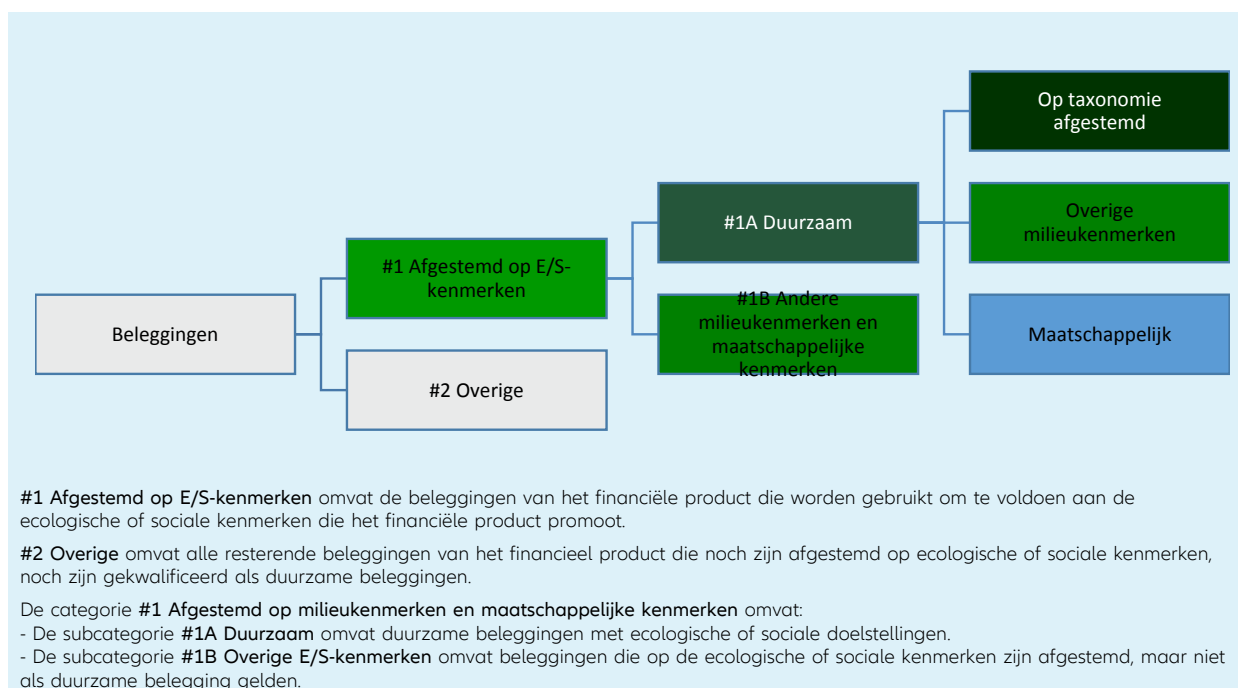 Op taxonomie
afgestemd
#1A Duurzaam
Overige
milieukenmerken
#1 Afgestemd op E/S-
kenmerken
#1B Andere
milieukenmerken en
maatschappelijke
kenmerken
Beleggingen
Maatschappelijk
#2 Overige
#1 Afgestemd op E/S-kenmerken omvat de beleggingen van het financiële product die worden gebruikt om te voldoen aan de
ecologische of sociale kenmerken die het financiële product promoot.
#2 Overige omvat alle resterende beleggingen van het financieel product die noch zijn afgestemd op ecologische of sociale kenmerken,
noch zijn gekwalificeerd als duurzame beleggingen.
De categorie #1 Afgestemd op milieukenmerken en maatschappelijke kenmerken omvat:
- De subcategorie #1A Duurzaam omvat duurzame beleggingen met ecologische of sociale doelstellingen.
- De subcategorie #1B Overige E/S-kenmerken omvat beleggingen die op de ecologische of sociale kenmerken zijn afgestemd, maar niet
als duurzame belegging gelden.